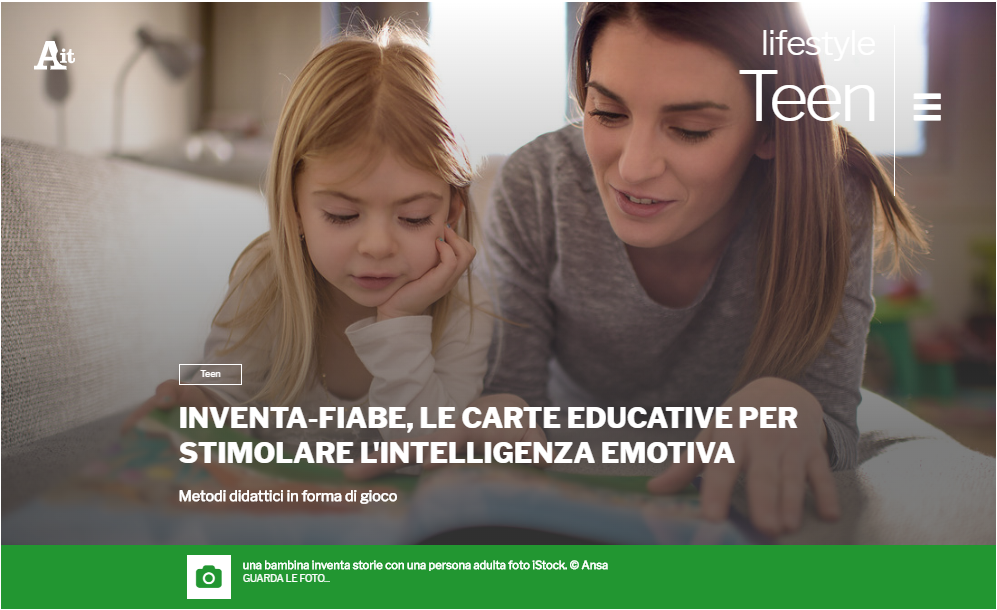 Ait
lifestyle
Teen
Teen
INVENTA-FIABE, LE CARTE EDUCATIVE PER
STIMOLARE L'INTELLIGENZA EMOTIVA
Metodi didattici in forma di gioco
una bambina inventa storie con una persona adulta foto iStock. © Ansa
GUARDA LE FOTO...